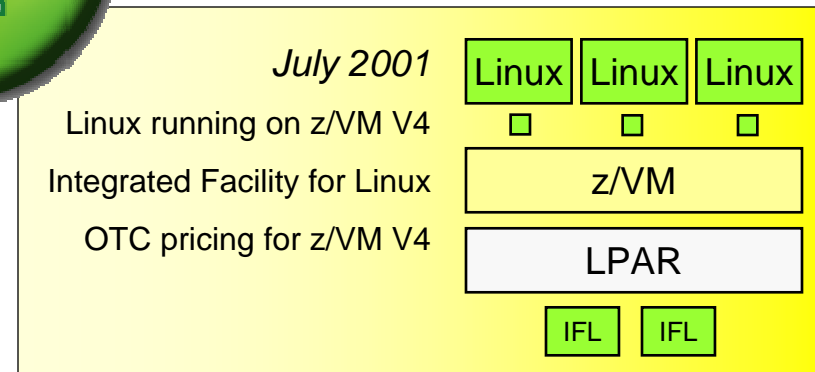 July 2001
Linux running on z/VM V4
Integrated Facility for Linux
OTC pricing for z/VM V4
Linux Linux Linux
z/VM
LPAR
IFL IFL